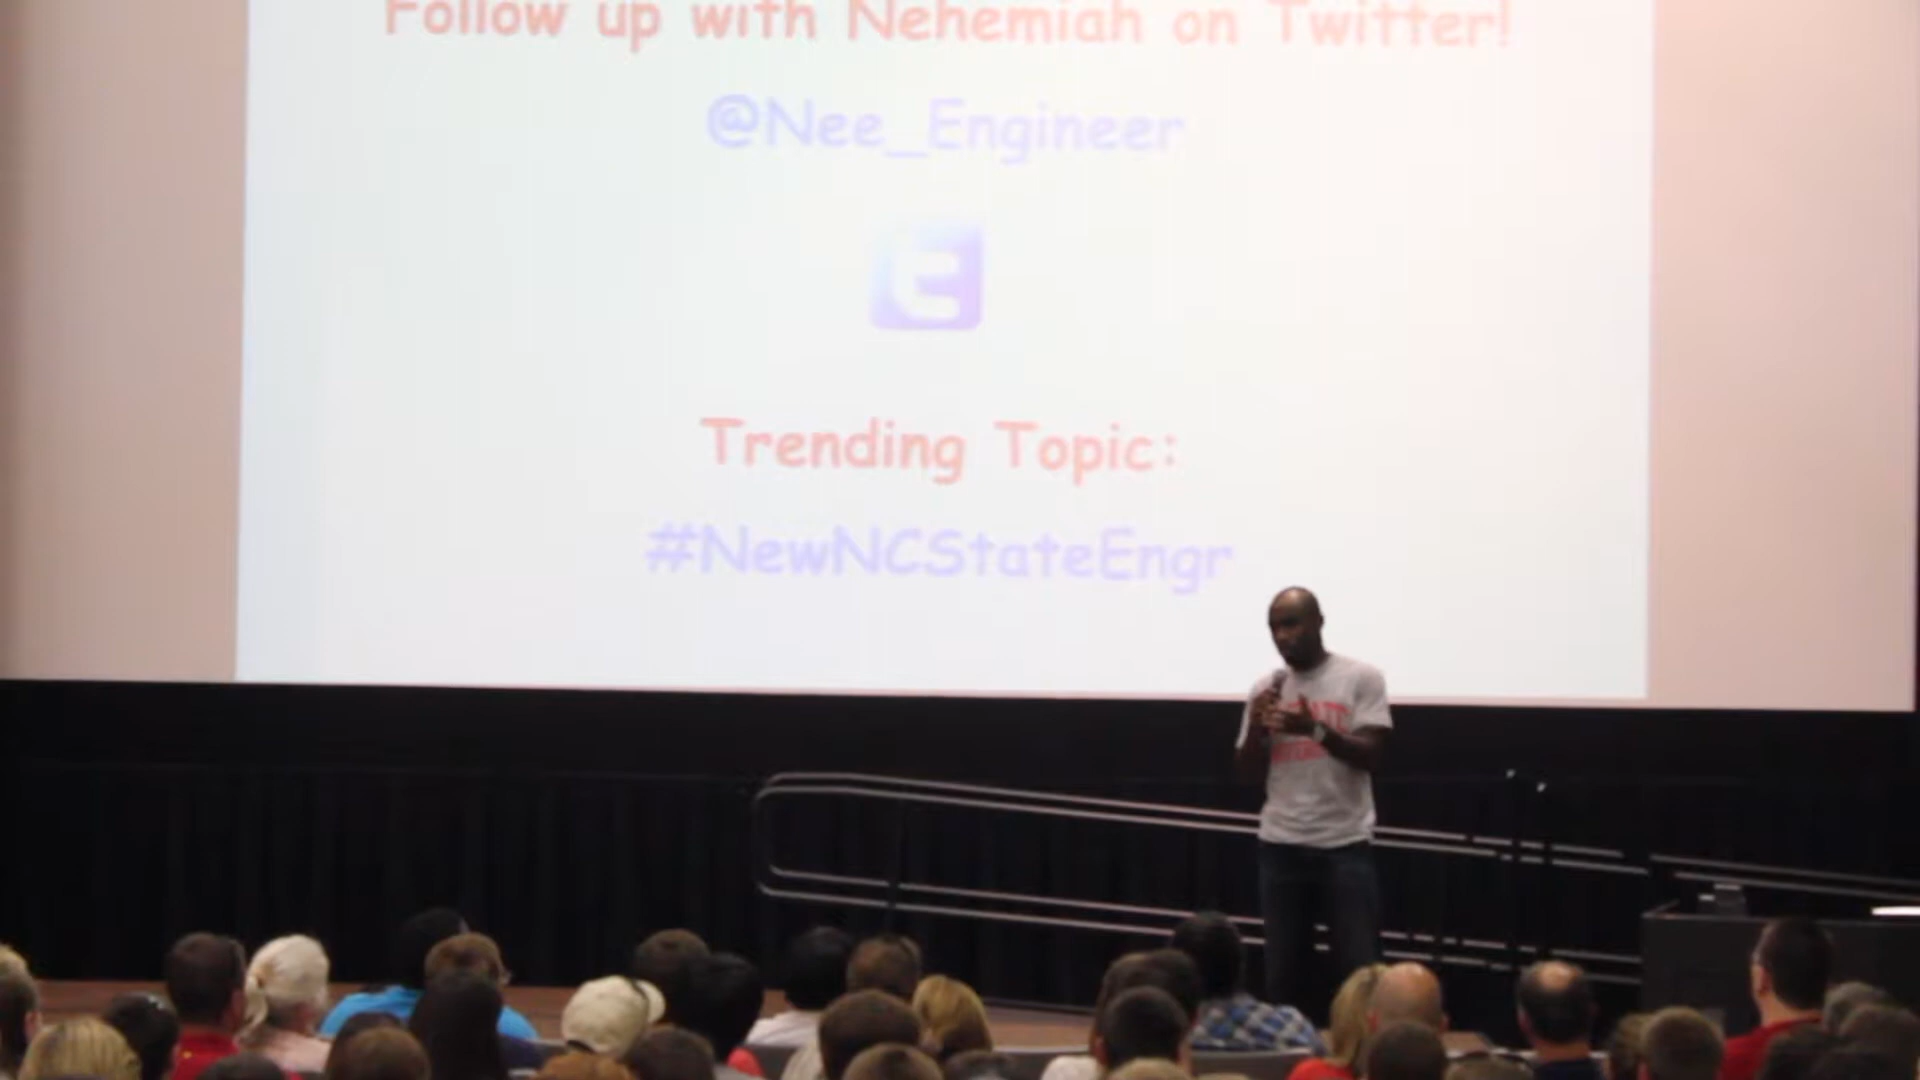 Follow up with Nehemiah on Twitter!
@Nee_Engineer
t
Trending Topic:
#NewNCStateEngr